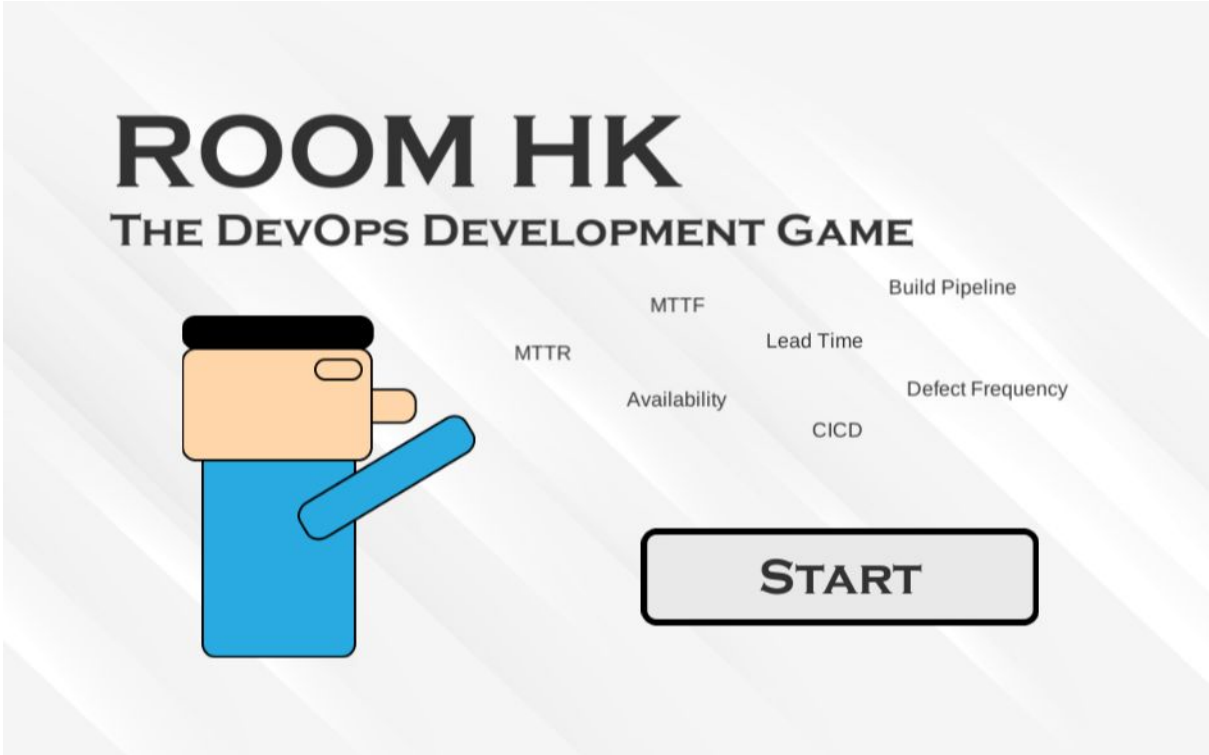 ROOM HK
THE DEVOPS DEVELOPMENT GAME
Build Pipeline
MTTF
Lead Time
MTTR
Defect Frequency
Availability
CICD
START